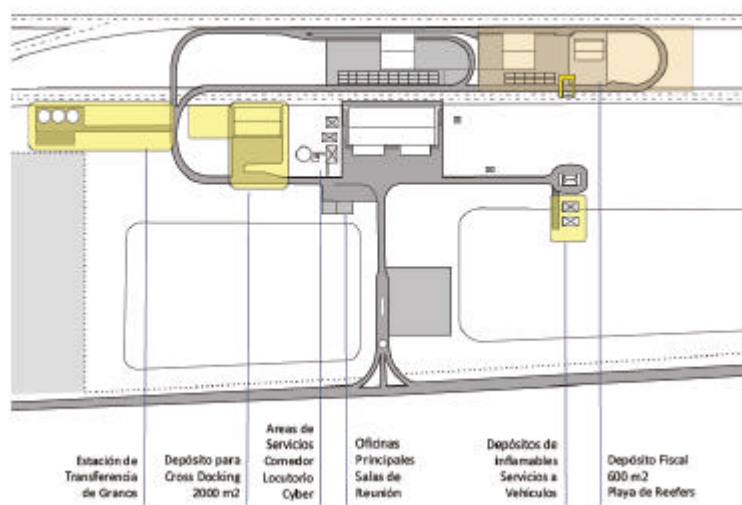 Estación de
Transferencia
de Granos
Depósito para
Cross Docking
2000 m2
Areas de
Servicios
Comedor
Locutorio
Cyber
Oficinas
Principales
Salas de
Reunión
Depósitos de
Inflamables
Servicios a
Vehículos
Depósito Fiscal
600 m2
Playa de Reefers